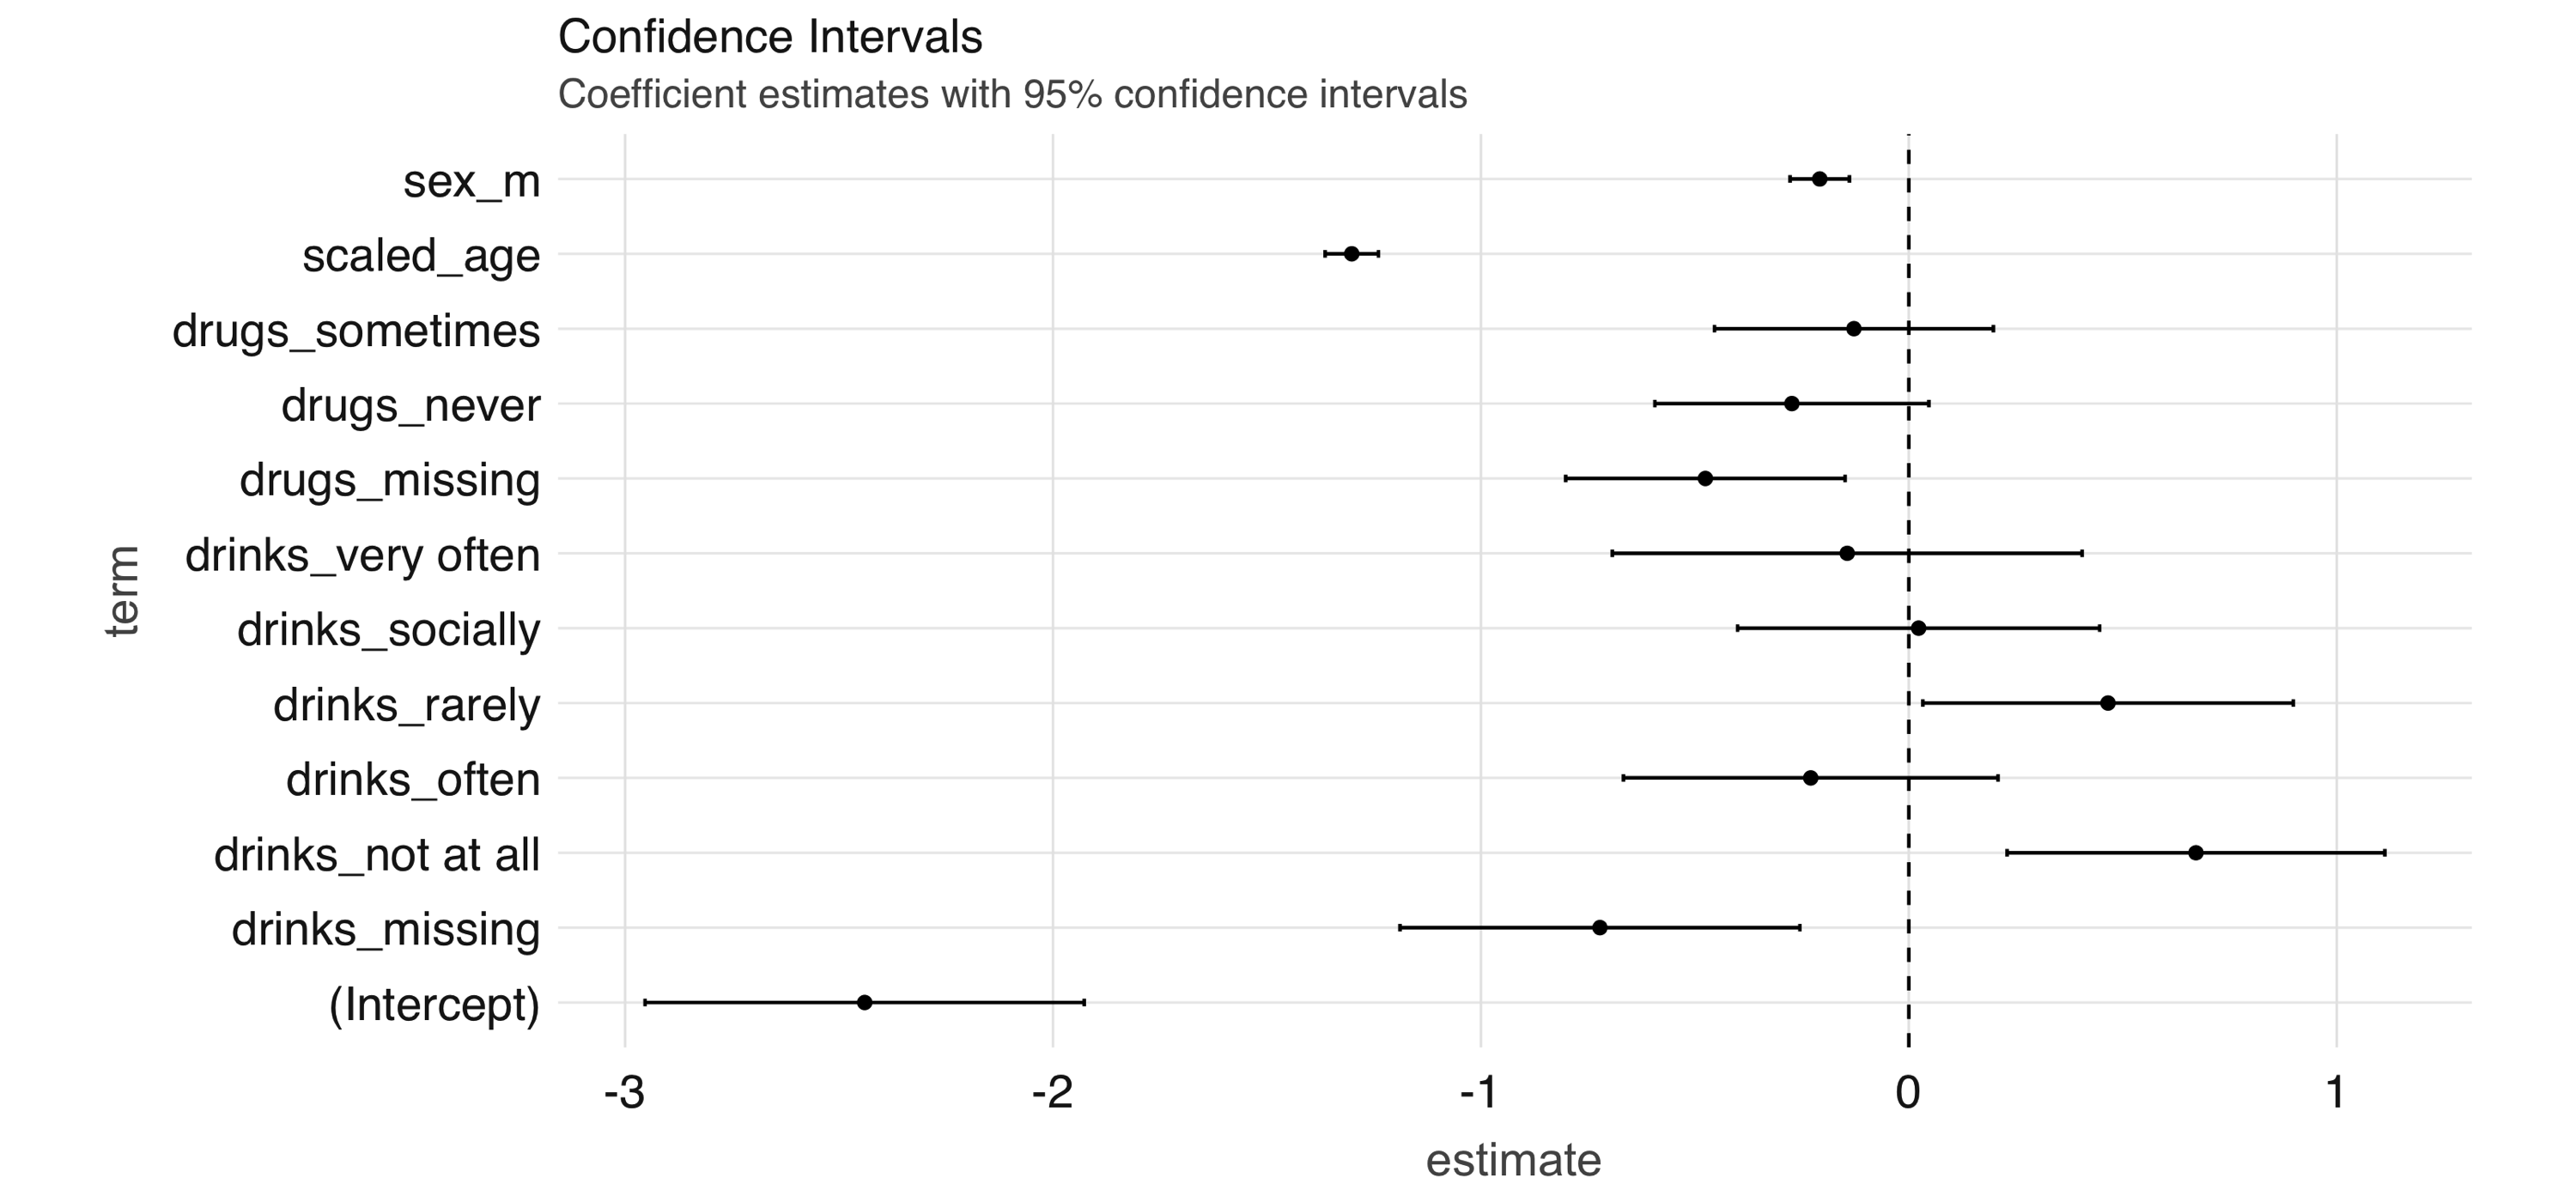 Confidence Intervals
Coefficient estimates with 95% confidence intervals
sex_m
scaled_age
drugs_sometimes
drugs_never
drugs_missing
drinks_very often
drinks_socially
drinks_rarely
drinks_often
drinks_not at all
drinks_missing
(Intercept)
term
-3 -2 -1 0 1
estimate